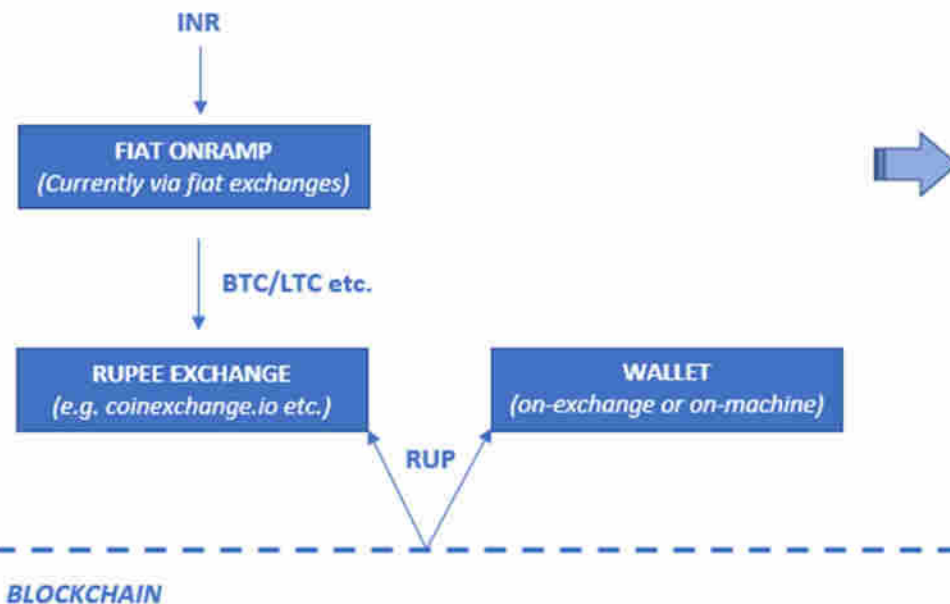 INR
FIAT ONRAMP
(Currently via fiat exchanges)
BTC/LTC etc.
RUPEE EXCHANGE
(e.g. coinexchange.io etc.)
WALLET
(on-exchange or on-machine)
RUP
BLOCKCHAIN